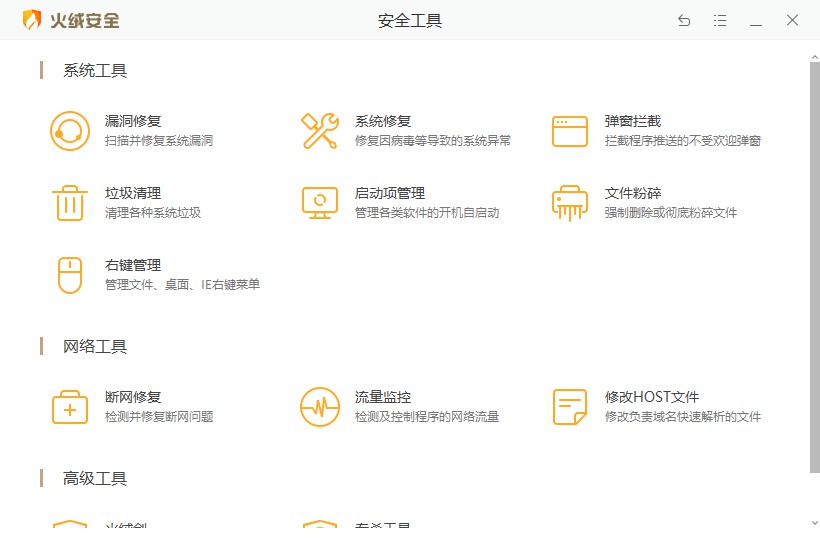 火绒安全
安全工具
系统工具
漏洞修复
扫描并修复系统漏洞
系统修复
修复因病毒等导致的系统异常
弹窗拦截
拦截程序推送的不受欢迎弹窗
垃圾清理
清理各种系统垃圾
启动项管理
管理各类软件的开机自启动
文件粉碎
强制删除或彻底粉碎文件
右键管理
管理文件、桌面、IE右键菜单
网络工具
断网修复
检测并修复断网问题
流量监控
检测及控制程序的网络流量
修改HOST文件
修改负责域名快速解析的文件
高级工具
火绒剑
专杀工具